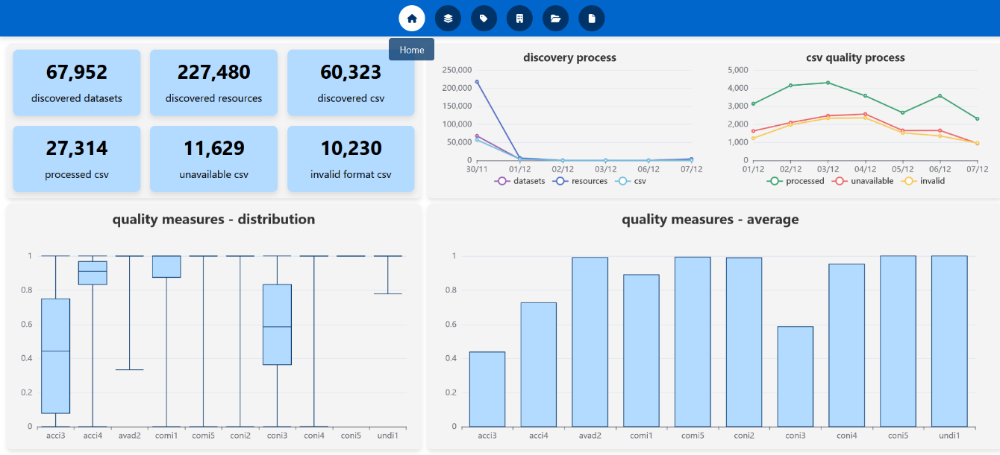 Home
67,952
discovered datasets
227,480
discovered resources
60,323
discovered csv
27,314
processed csv
11,629
unavailable csv
10,230
invalid format csv
discovery process
250,000
200,000
150,000
100,000
50,000
0
30/11 01/12 02/12 03/12 06/12 07/12
datasets resources csv
csv quality process
5,000
4,000
3,000
2,000
1,000
0
01/12 02/12 03/12 04/12 05/12 06/12 07/12
processed unavailable invalid
quality measures - distribution
1
0.8
0.6
0.4
0.2
0
acci3 acci4 avad2 comi1 comi5 coni2 coni3 coni4 coni5 undi1
quality measures - average
1
0.8
0.6
0.4
0.2
0
acci3 acci4 avad2 comi1 comi5 coni2 coni3 coni4 coni5 undi1